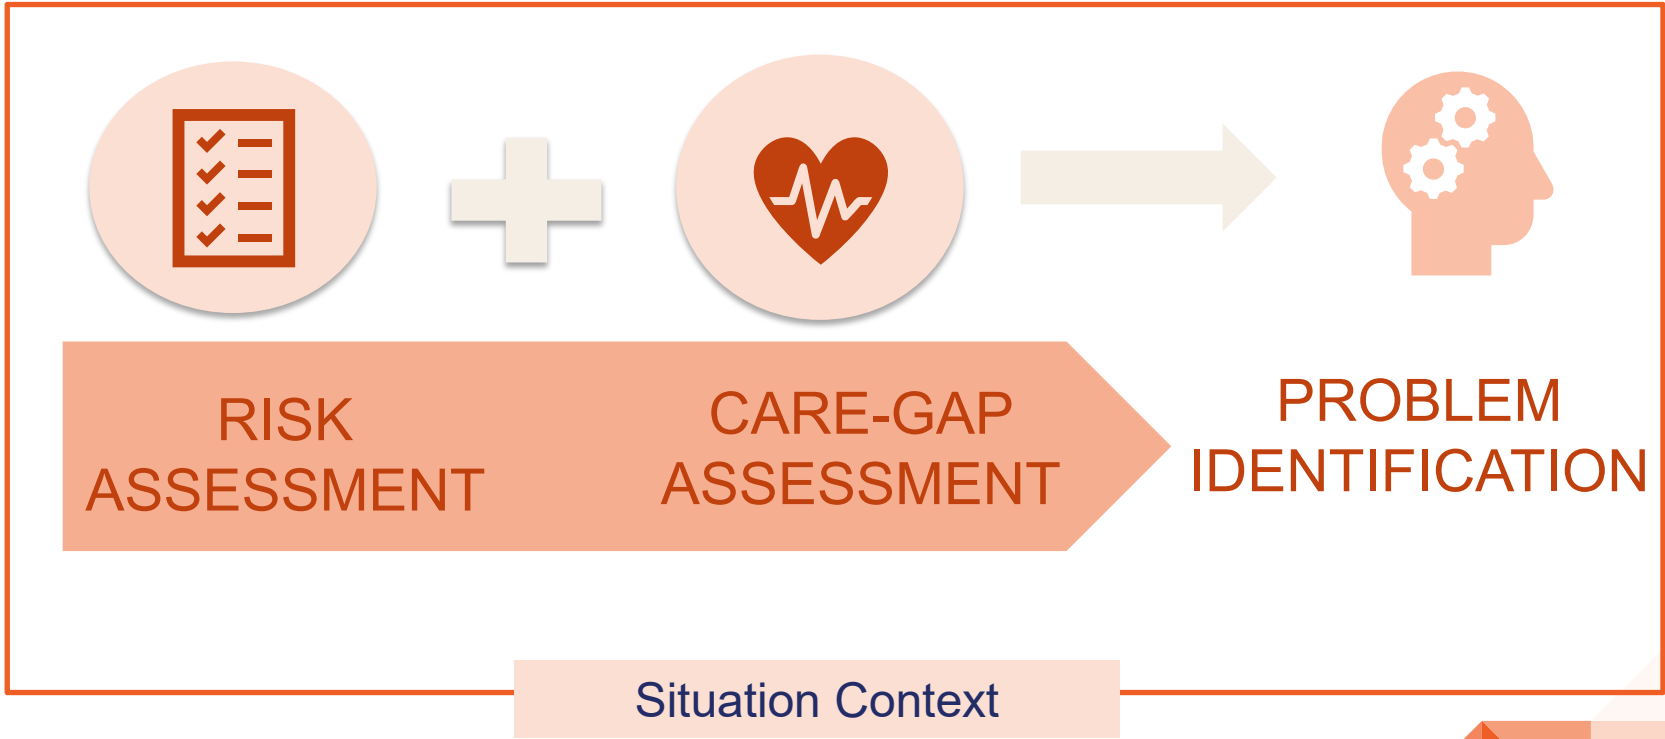 RISK
ASSESSMENT
CARE-GAP
ASSESSMENT
PROBLEM
IDENTIFICATION
Situation Context